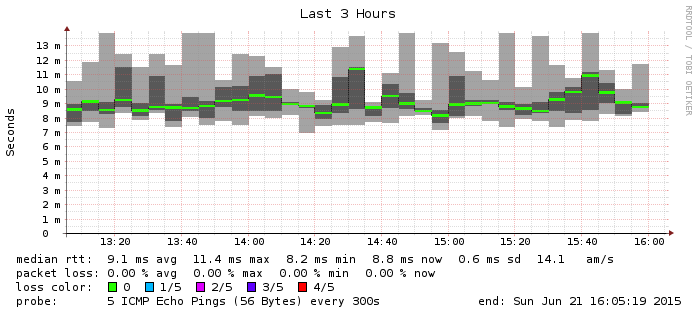 Last 3 Hours
RRDTOOL / TOBI OETIKER
Seconds
13 m
12 m
11 m
10 m
9 m
8 m
7 m
6 m
5 m
4 m
3 m
2 m
1 m
0
13:20 13:40 14:00 14:20 14:40 15:00 15:20 15:40 16:00
median rtt: 9.1 ms avg 11.4 ms max 8.2 ms min 8.8 ms now 0.6 ms sd 14.1 am/s
packet loss: 0.00 % avg 0.00 % max 0.00 % min 0.00 % now
loss color: 0 1/5 2/5 3/5 4/5
probe: 5 ICMP Echo Pings (56 Bytes) every 300s end: Sun Jun 21 16:05:19 2015